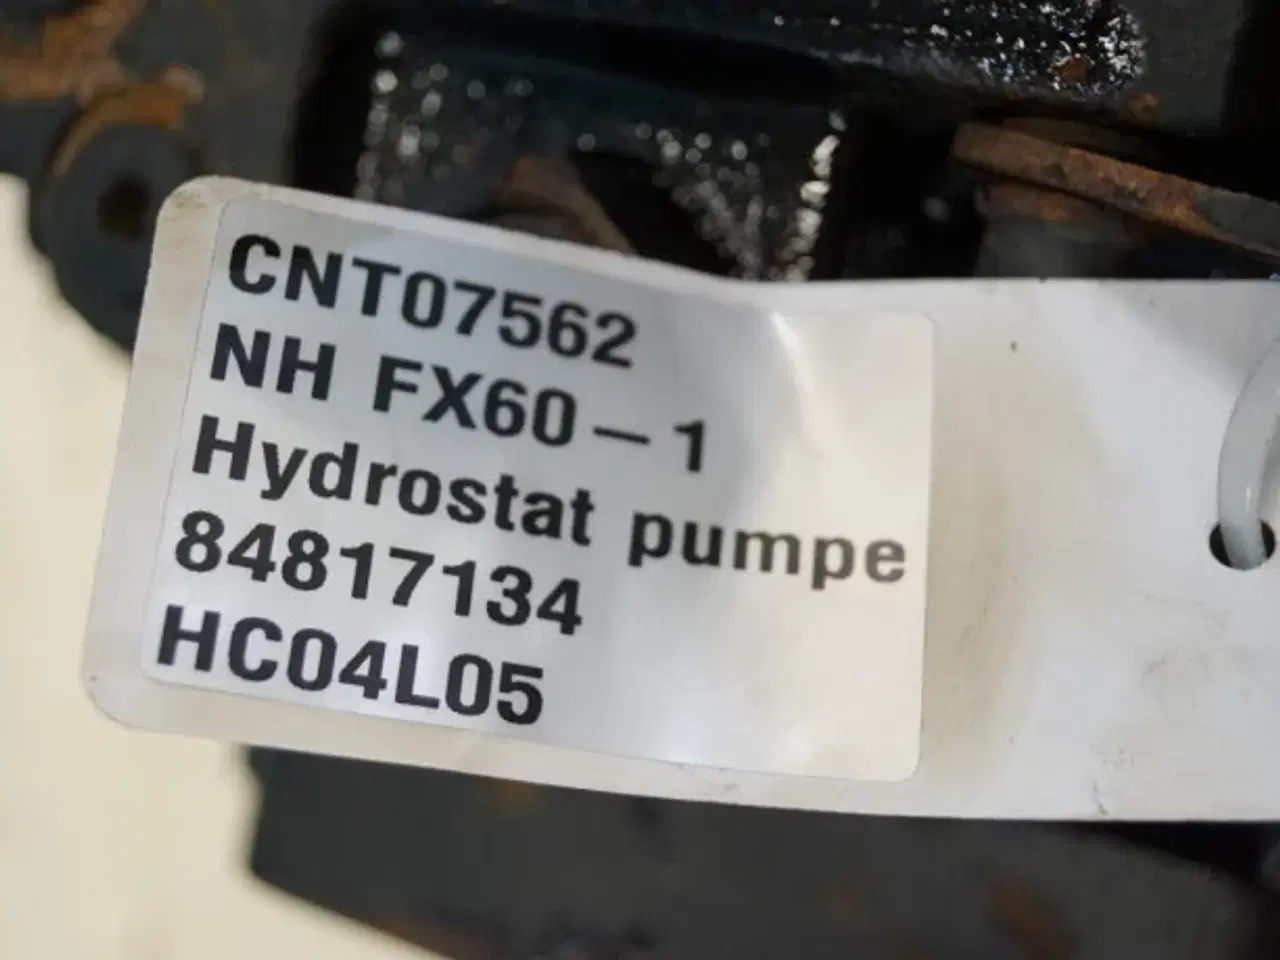 CNT07562
NH FX60-1
Hydrostat pumpe
84817134
HC04L05